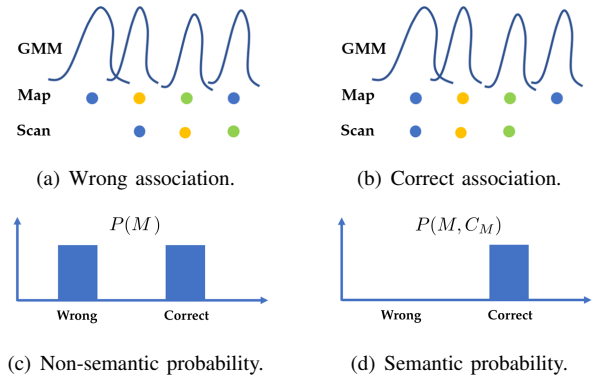 GMM
Map
Scan
(a) Wrong association.
GMM
Map
Scan
(b) Correct association.
P(M)
Wrong Correct
(c) Non-semantic probability.
P(M, C_M)
Wrong Correct
(d) Semantic probability.